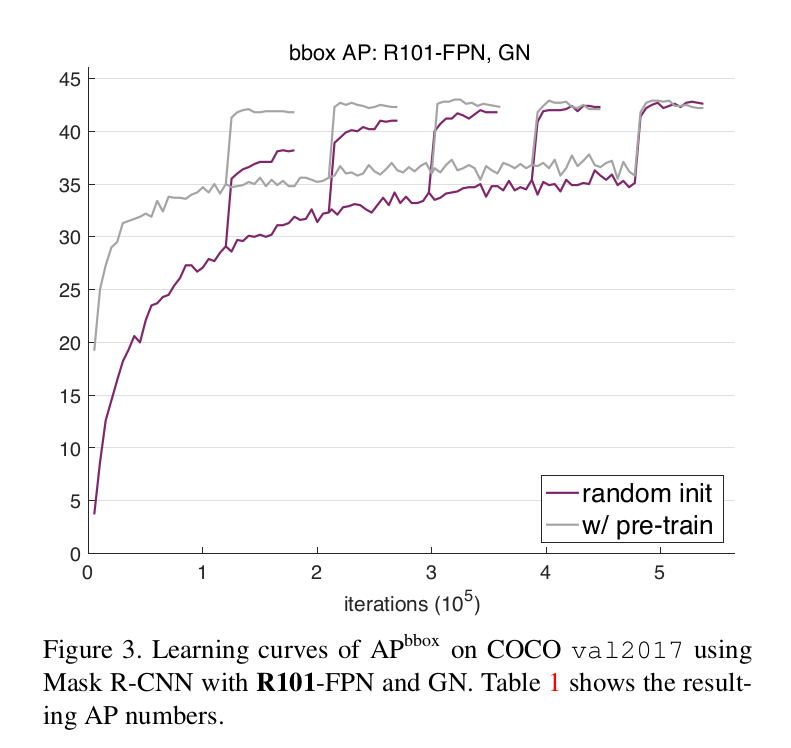 bbox AP: R101-FPN, GN
45
40
35
30
25
20
15
10
5
0
0 1 2 3 4 5
iterations (10^5)
random init
w/ pre-train
Figure 3. Learning curves of AP^bbox on COCO val2017 using
Mask R-CNN with R101-FPN and GN. Table 1 shows the result-
ing AP numbers.